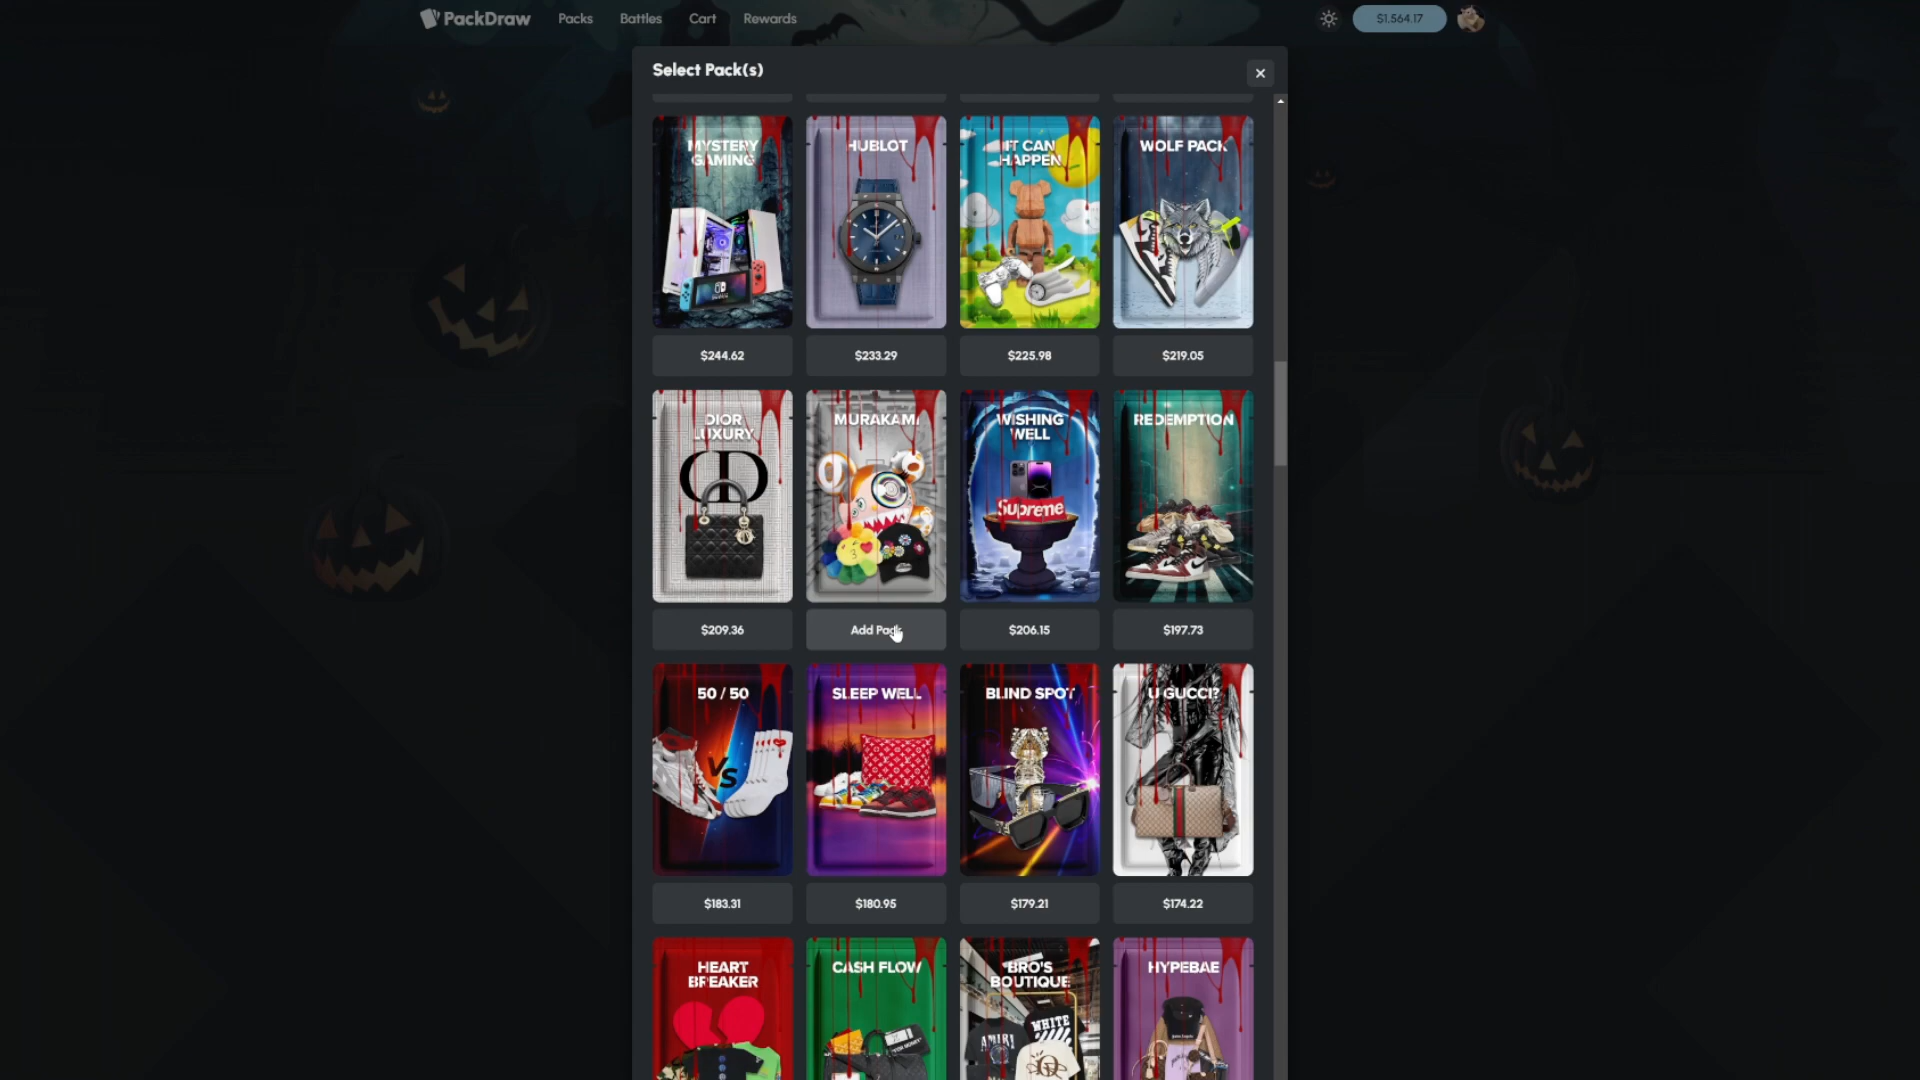 PackDraw Packs Battles Cart Rewards $1,564.17
Select Pack(s)
MYSTERY
GAMING
HUBLOT
IT CAN
HAPPEN
WOLF PACK
$244.62 $233.29 $225.98 $219.05
DIOR
LUXURY
MURAKAMI
WISHING
WELL
Supreme
REDEMPTION
$209.36 Add Pack $206.15 $197.73
50 / 50
VS
SLEEP WELL
BLIND SPOT
U GUCCI?
$183.31 $180.95 $179.21 $174.22
HEART
BREAKER
CASH FLOW
BRO'S
BOUTIQUE
AMIRI
WHITE
HYPEBAE